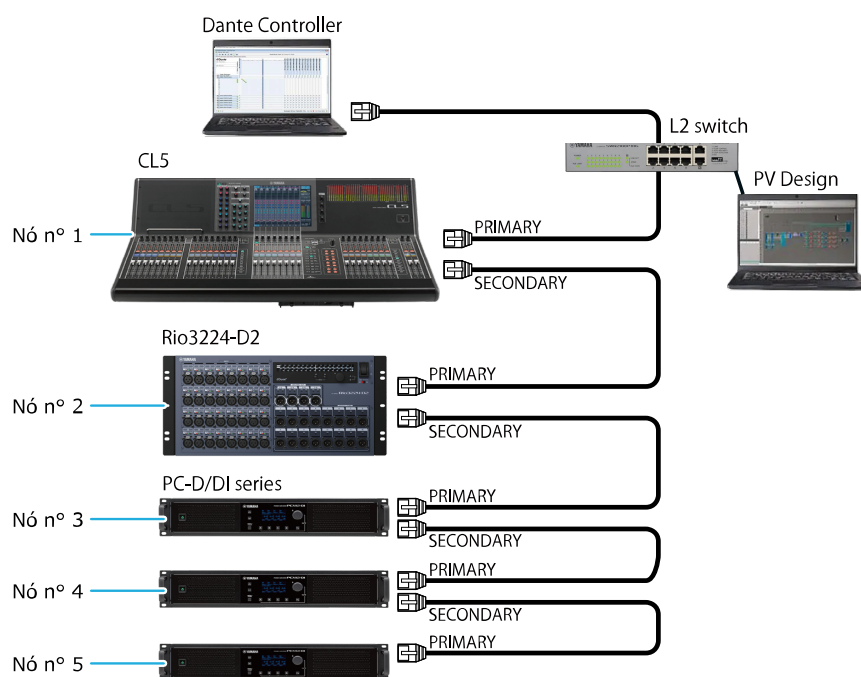 Dante Controller
L2 switch
CL5
PV Design
Nó nº 1
PRIMARY
SECONDARY
Rio3224-D2
PRIMARY
Nó nº 2
SECONDARY
PC-D/DI series
PRIMARY
Nó nº 3
SECONDARY
PRIMARY
Nó nº 4
SECONDARY
PRIMARY
Nó nº 5